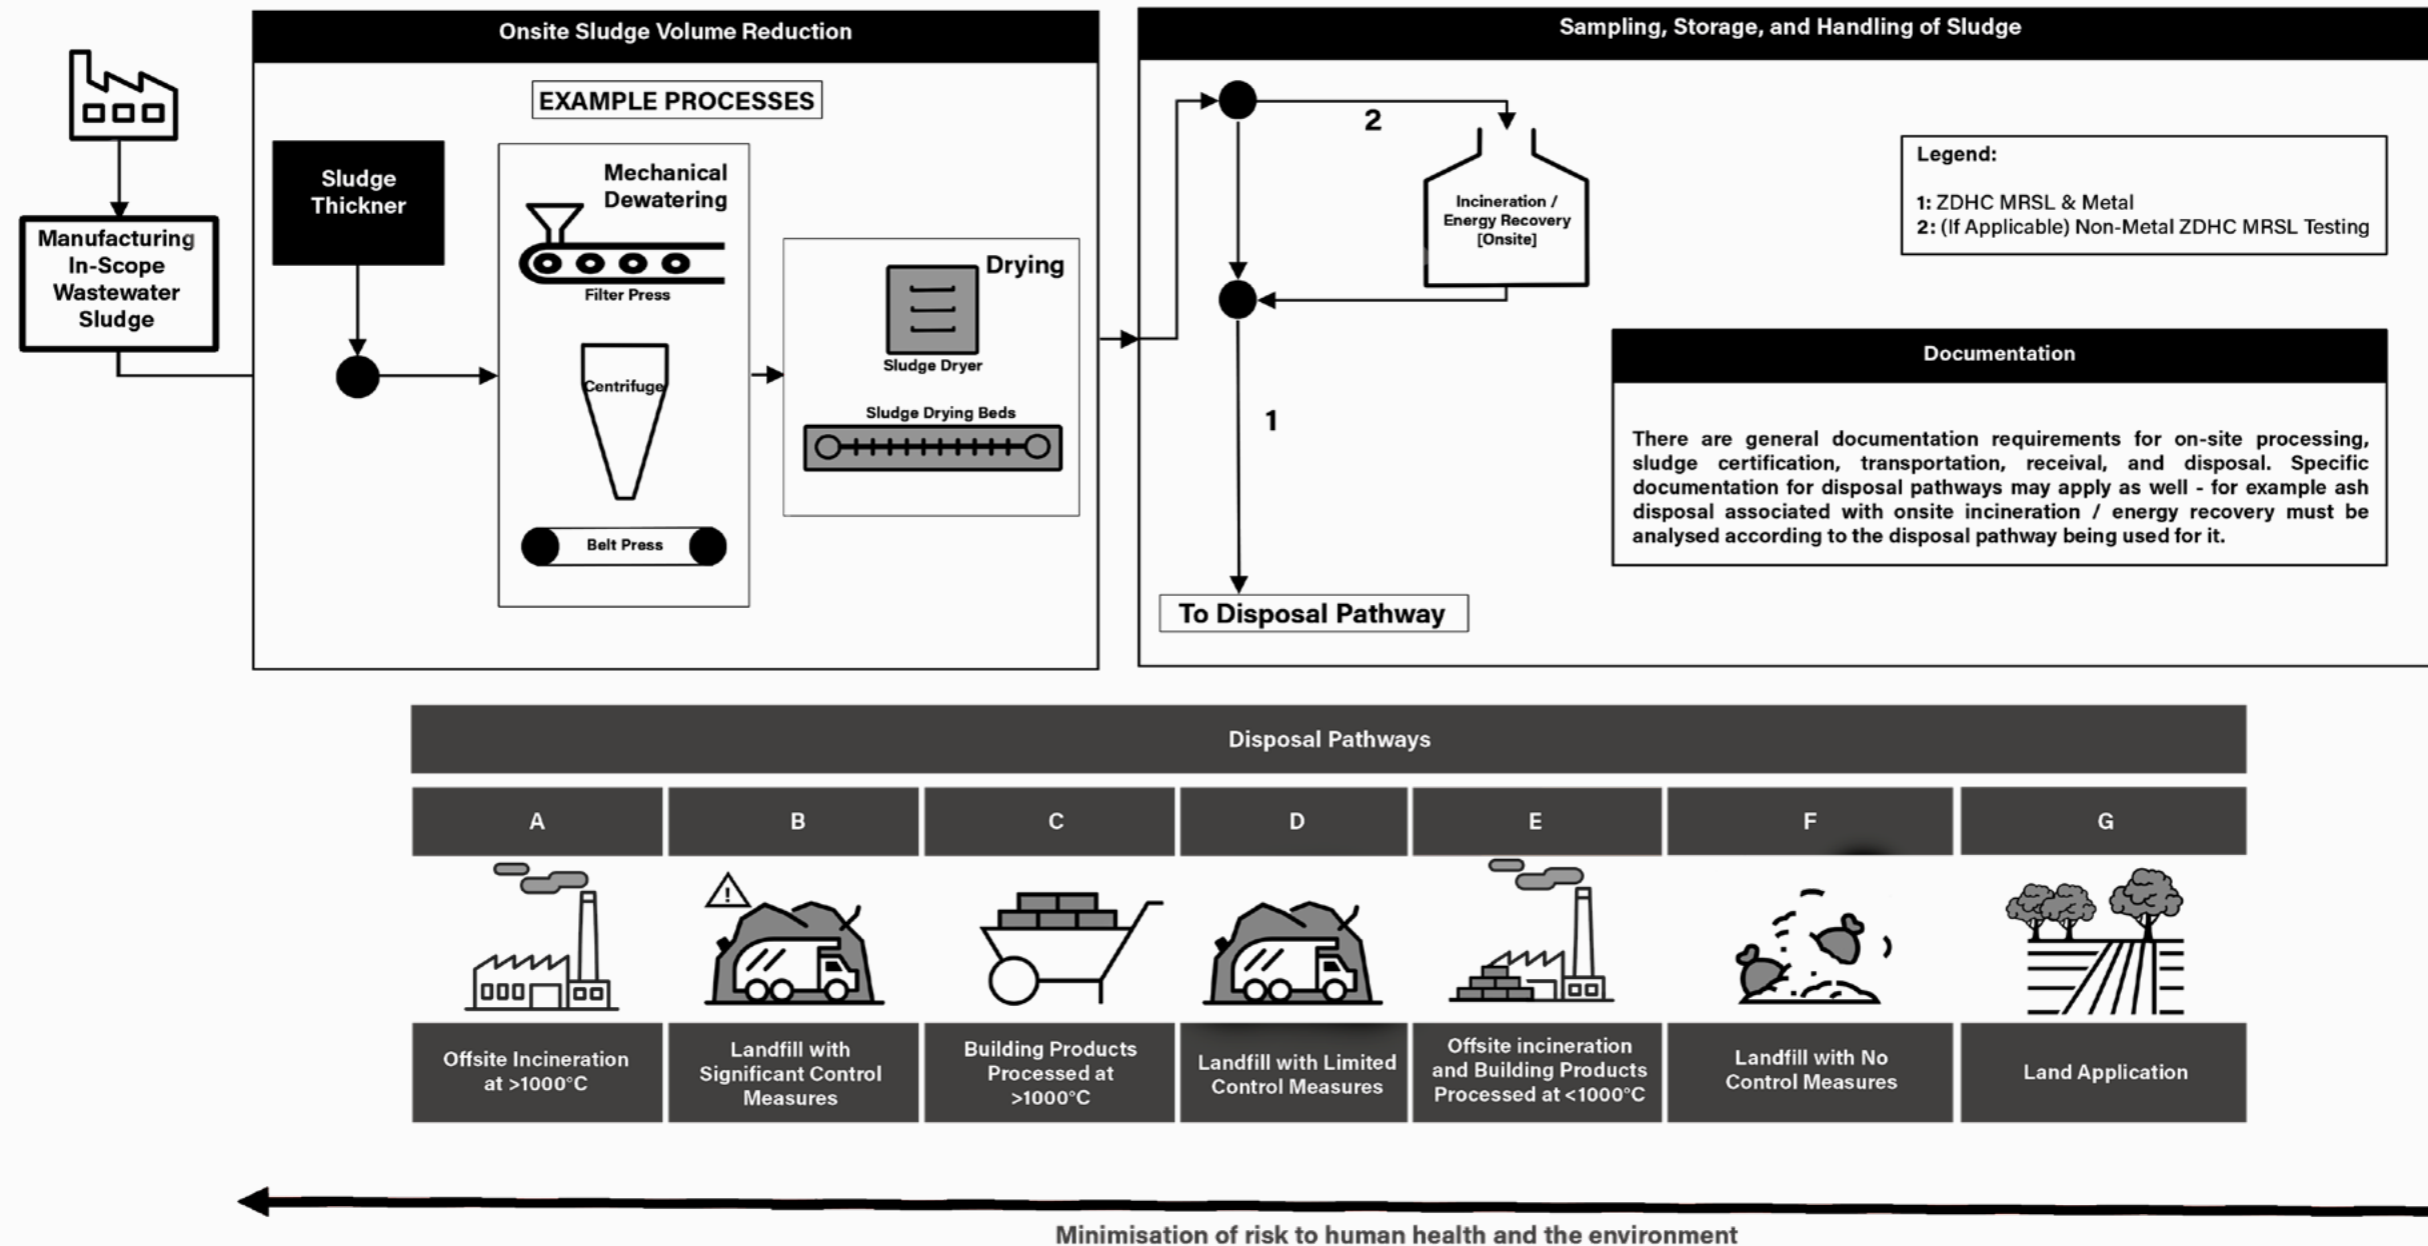 Onsite Sludge Volume Reduction
EXAMPLE PROCESSES
Manufacturing
In-Scope
Wastewater
Sludge
Sludge
Thickner
Mechanical
Dewatering
Filter Press
Centrifuge
Belt Press
Drying
Sludge Dryer
Sludge Drying Beds
Sampling, Storage, and Handling of Sludge
2
Incineration /
Energy Recovery
[Onsite]
1
To Disposal Pathway
Legend:
1: ZDHC MRSL & Metal
2: (If Applicable) Non-Metal ZDHC MRSL Testing
Documentation
There are general documentation requirements for on-site processing,
sludge certification, transportation, receival, and disposal. Specific
documentation for disposal pathways may apply as well - for example ash
disposal associated with onsite incineration / energy recovery must be
analysed according to the disposal pathway being used for it.
Disposal Pathways
A
B
C
D
E
F
G
Offsite Incineration
at >1000°C
Landfill with
Significant Control
Measures
Building Products
Processed at
>1000°C
Landfill with Limited
Control Measures
Offsite incineration
and Building Products
Processed at <1000°C
Landfill with No
Control Measures
Land Application
Minimisation of risk to human health and the environment